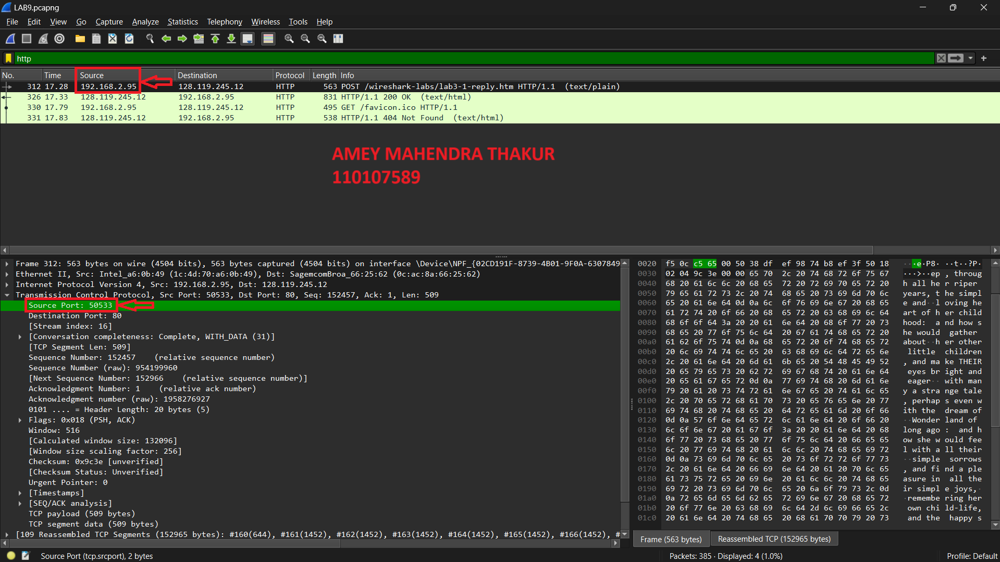 LAB9.pcapng
File Edit View Go Capture Analyze Statistics Telephony Wireless Tools Help
http
No. Time Source Destination Protocol Length Info
312 17.28 192.168.2.95 128.119.245.12 HTTP 563 POST /wireshark-labs/lab3-1-reply.htm HTTP/1.1 (text/plain)
326 17.33 128.119.245.12 192.168.2.95 HTTP 831 HTTP/1.1 200 OK (text/html)
330 17.79 192.168.2.95 128.119.245.12 HTTP 495 GET /favicon.ico HTTP/1.1
331 17.83 128.119.245.12 192.168.2.95 HTTP 538 HTTP/1.1 404 Not Found (text/html)
AMEY MAHENDRA THAKUR
110107589
Frame 312: 563 bytes on wire (4504 bits), 563 bytes captured (4504 bits) on interface \Device\NPF_{02CD191F-8739-4B01-9F0A-6307849
Ethernet II, Src: Intel_a6:0b:49 (1c:4d:70:a6:0b:49), Dst: SagemcomBroa_66:25:62 (0c:ac:8a:66:25:62)
Internet Protocol Version 4, Src: 192.168.2.95, Dst: 128.119.245.12
Transmission Control Protocol, Src Port: 50533, Dst Port: 80, Seq: 152457, Ack: 1, Len: 509
Source Port: 50533
Destination Port: 80
[Stream index: 16]
[Conversation completeness: Complete, WITH_DATA (31)]
[TCP Segment Len: 509]
Sequence Number: 152457 (relative sequence number)
Sequence Number (raw): 954199960
[Next Sequence Number: 152966 (relative sequence number)]
Acknowledgment Number: 1 (relative ack number)
Acknowledgment number (raw): 1958276927
0101 .... = Header Length: 20 bytes (5)
Flags: 0x018 (PSH, ACK)
Window: 516
[Calculated window size: 132096]
[Window size scaling factor: 256]
Checksum: 0x9c3e [unverified]
[Checksum Status: Unverified]
Urgent Pointer: 0
[Timestamps]
[SEQ/ACK analysis]
TCP payload (509 bytes)
TCP segment data (509 bytes)
[109 Reassembled TCP Segments (152965 bytes): #160(644), #161(1452), #162(1452), #163(1452), #164(1452), #165(1452), #166(1452), #
0020 f5 0c c5 65 00 50 38 df ef 98 74 b8 ef 3f 50 18 ···e·P8· ··t··?P·
0030 02 04 9c 3e 00 00 65 70 2c 20 74 68 72 6f 75 67 ···>··ep , throug
0040 68 20 61 6c 6c 20 68 65 72 20 72 69 70 65 72 20 h all he r riper
0050 79 65 61 72 73 2c 20 74 68 65 20 73 69 6d 70 6c years, t he simpl
0060 65 20 61 6e 64 0d 0a 6c 6f 76 69 6e 67 20 68 65 e and··l oving he
0070 61 72 74 20 6f 66 20 68 65 72 20 63 68 69 6c 64 art of h er child
0080 68 6f 6f 64 3a 20 20 61 6e 64 20 68 6f 77 20 73 hood: a nd how s
0090 68 65 20 77 6f 75 6c 64 20 67 61 74 68 65 72 20 he would gather
00a0 61 62 6f 75 74 0d 0a 68 65 72 20 6f 74 68 65 72 about··h er other
00b0 20 6c 69 74 74 6c 65 20 63 68 69 6c 64 72 65 6e little children
00c0 2c 20 61 6e 64 20 6d 61 6b 65 20 54 48 45 49 52 , and ma ke THEIR
00d0 20 65 79 65 73 20 62 72 69 67 68 74 20 61 6e 64 eyes br ight and
00e0 20 65 61 67 65 72 0d 0a 77 69 74 68 20 6d 61 6e eager·· with man
00f0 79 20 61 20 73 74 72 61 6e 67 65 20 74 61 6c 65 y a stra nge tale
0100 2c 20 70 65 72 68 61 70 73 20 65 76 65 6e 20 77 , perhap s even w
0110 69 74 68 20 74 68 65 20 64 72 65 61 6d 20 6f 66 ith the dream of
0120 0d 0a 57 6f 6e 64 65 72 6c 61 6e 64 20 6f 66 20 ··Wonder land of
0130 6c 6f 6e 67 20 61 67 6f 3a 20 20 61 6e 64 20 68 long ago : and h
0140 6f 77 20 73 68 65 20 77 6f 75 6c 64 20 66 65 65 ow she w ould fee
0150 6c 20 77 69 74 68 20 61 6c 6c 20 74 68 65 69 72 l with a ll their
0160 0d 0a 73 69 6d 70 6c 65 20 73 6f 72 72 6f 77 73 ··simple sorrows
0170 2c 20 61 6e 64 20 66 69 6e 64 20 61 20 70 6c 65 , and fi nd a ple
0180 61 73 75 72 65 20 69 6e 20 61 6c 6c 20 74 68 65 asure in all the
0190 69 72 20 73 69 6d 70 6c 65 20 6a 6f 79 73 2c 0d ir simpl e joys,·
01a0 0a 72 65 6d 65 6d 62 65 72 69 6e 67 20 68 65 72 ·remembe ring her
01b0 20 6f 77 6e 20 63 68 69 6c 64 2d 6c 69 66 65 2c own chi ld-life,
01c0 20 61 6e 64 20 74 68 65 20 68 61 70 70 79 20 73 and the happy s
Frame (563 bytes) Reassembled TCP (152965 bytes)
Source Port (tcp.srcport), 2 bytes Packets: 385 · Displayed: 4 (1.0%) Profile: Default